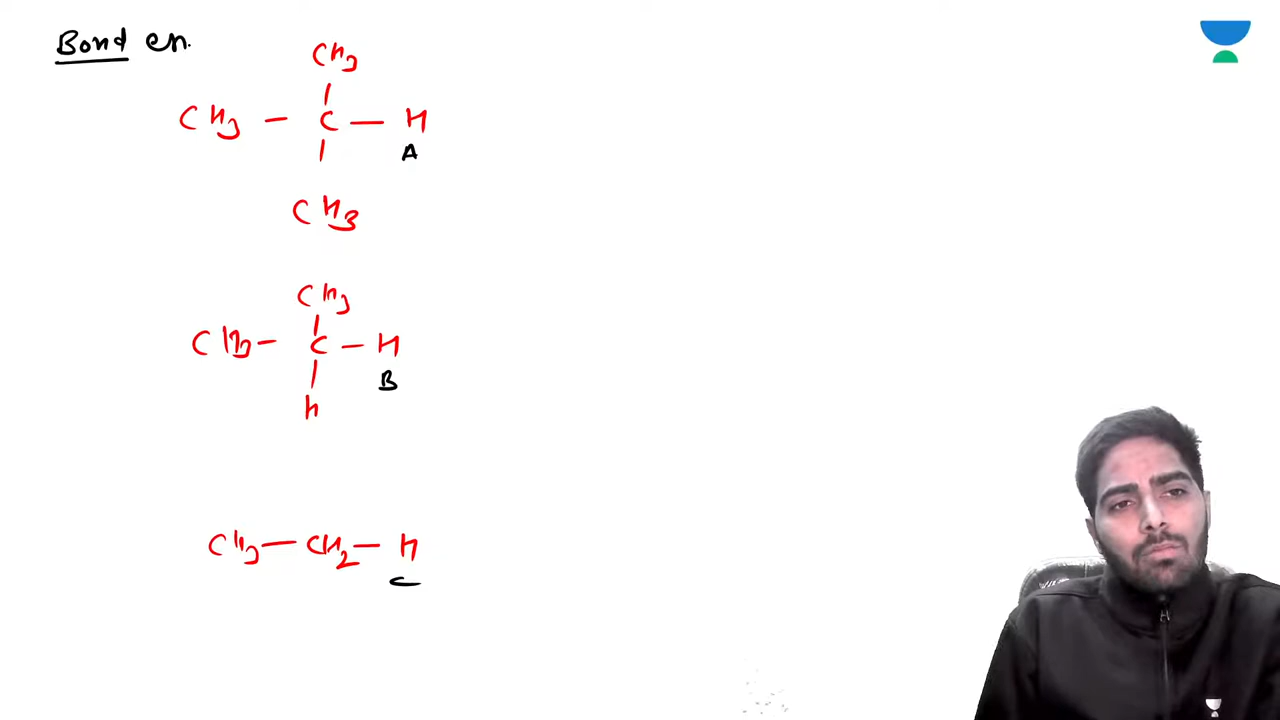 Bond en.
CH3
CH3 - C - H
A
CH3
CH3
CH3 - C - H
B
H
CH3 - CH2 - H
C